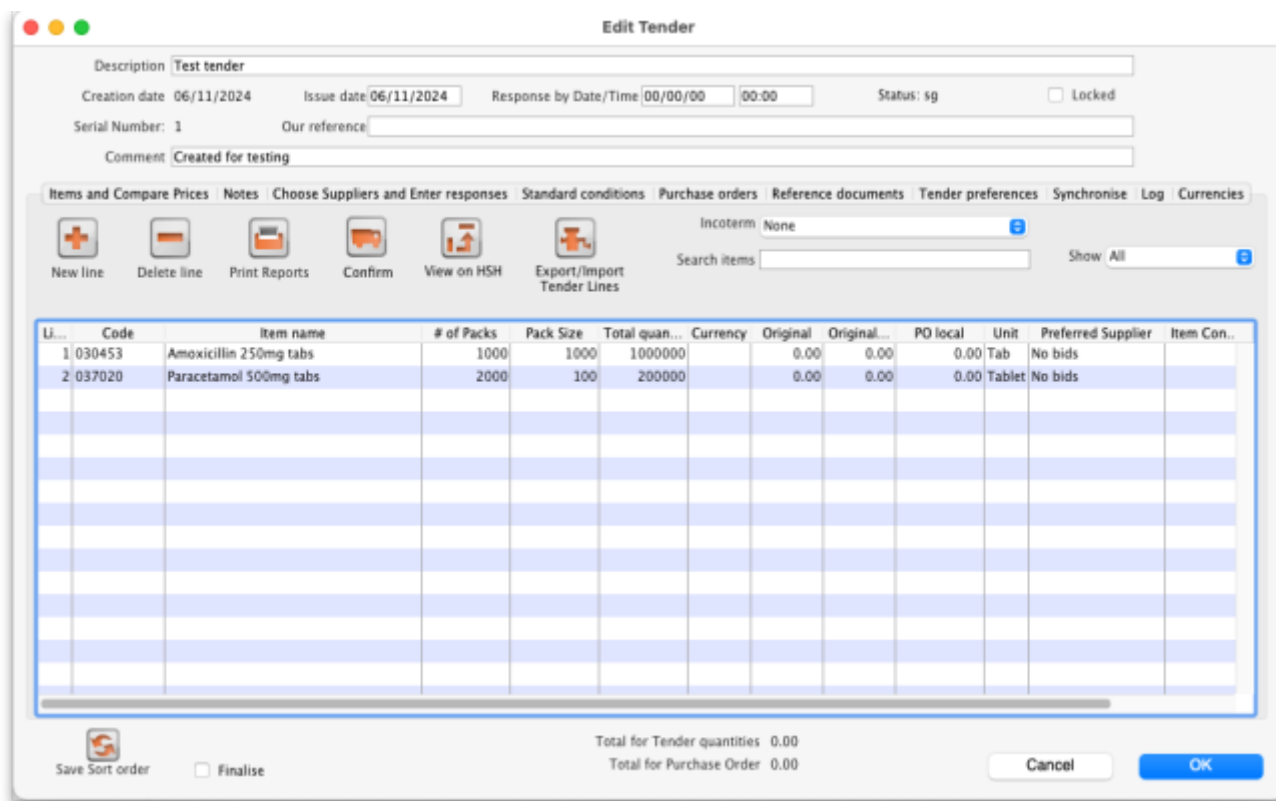 Edit Tender
Description Test tender
Creation date 06/11/2024 Issue date 06/11/2024 Response by Date/Time 00/00/00 00:00 Status: sg Locked
Serial Number: 1 Our reference
Comment Created for testing
Items and Compare Prices Notes Choose Suppliers and Enter responses Standard conditions Purchase orders Reference documents Tender preferences Synchronise Log Currencies
Incoterm None
Search items Show All
New line Delete line Print Reports Confirm View on HSH Export/Import
Tender Lines
Li... Code Item name # of Packs Pack Size Total quan... Currency Original Original... PO local Unit Preferred Supplier Item Con..
1 030453 Amoxicillin 250mg tabs 1000 1000 1000000 0.00 0.00 0.00 Tab No bids
2 037020 Paracetamol 500mg tabs 2000 100 200000 0.00 0.00 0.00 Tablet No bids
Total for Tender quantities 0.00
Total for Purchase Order 0.00
Save Sort order Finalise Cancel OK